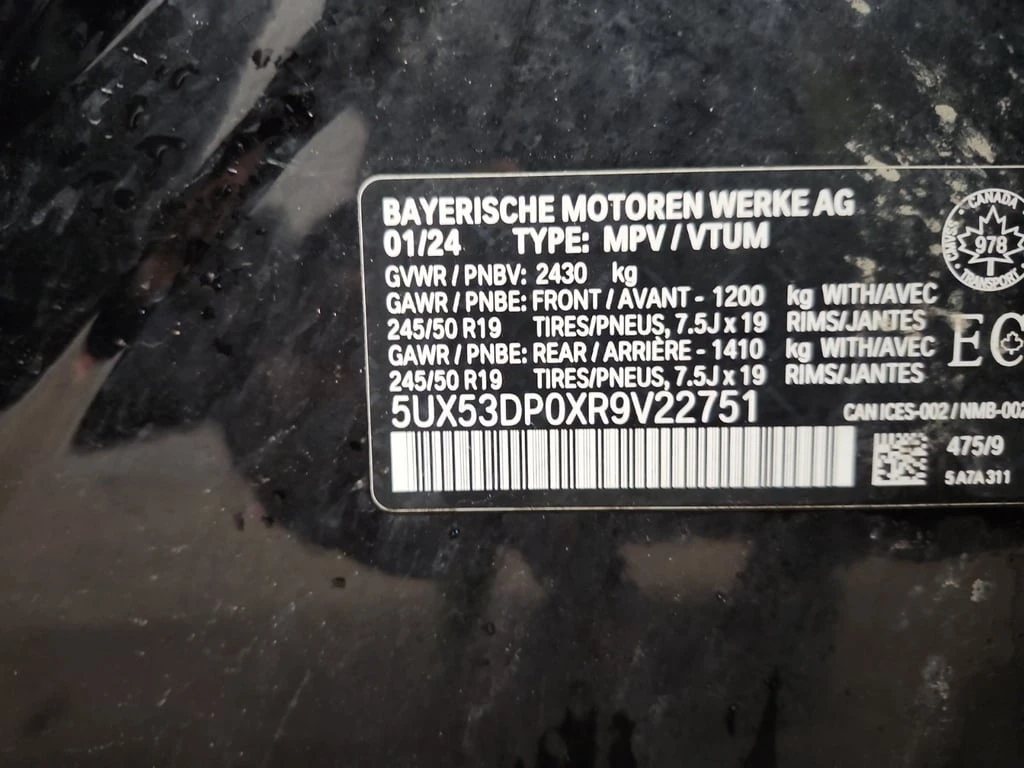 BAYERISCHE MOTOREN WERKE AG
01/24 TYPE: MPV / VTUM
GVWR / PNBV: 2430 kg
GAWR / PNBE: FRONT / AVANT - 1200 kg WITH/AVEC
245/50 R19 TIRES/PNEUS, 7.5J x 19 RIMS/JANTES
GAWR / PNBE: REAR / ARRIÈRE - 1410 kg WITH/AVEC
245/50 R19 TIRES/PNEUS, 7.5J x 19 RIMS/JANTES
5UX53DP0XR9V22751
CANADA
978
TRANSPORT
CAN ICES-002 / NMB-002
475/9
5A7A311